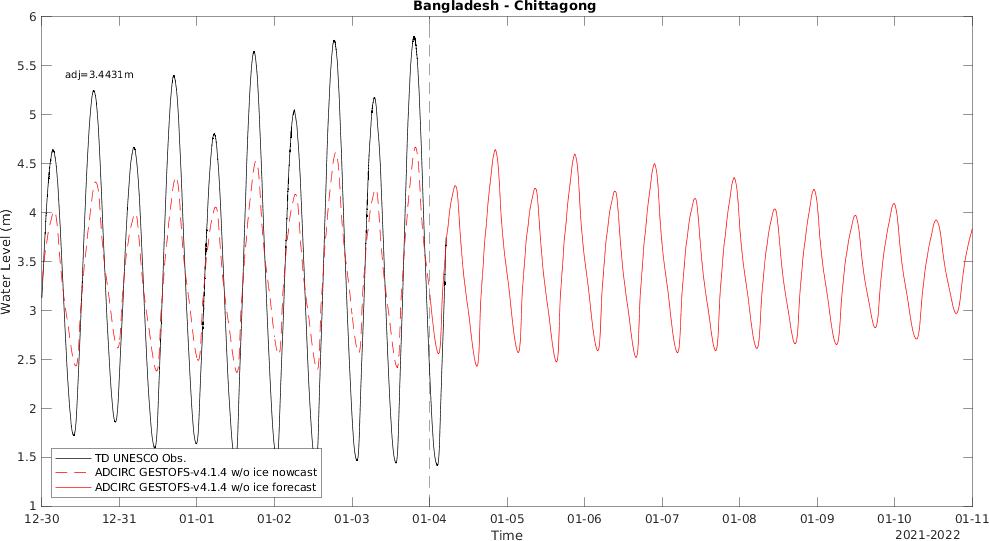 Bangladesh - Chittagong
6
5.5
5
4.5
4
3.5
3
2.5
2
1.5
1
Water Level (m)
adj=3.4431m
TD UNESCO Obs.
ADCIRC GESTOFS-v4.1.4 w/o ice nowcast
ADCIRC GESTOFS-v4.1.4 w/o ice forecast
12-30 12-31 01-01 01-02 01-03 01-04 01-05 01-06 01-07 01-08 01-09 01-10 01-11
Time
2021-2022